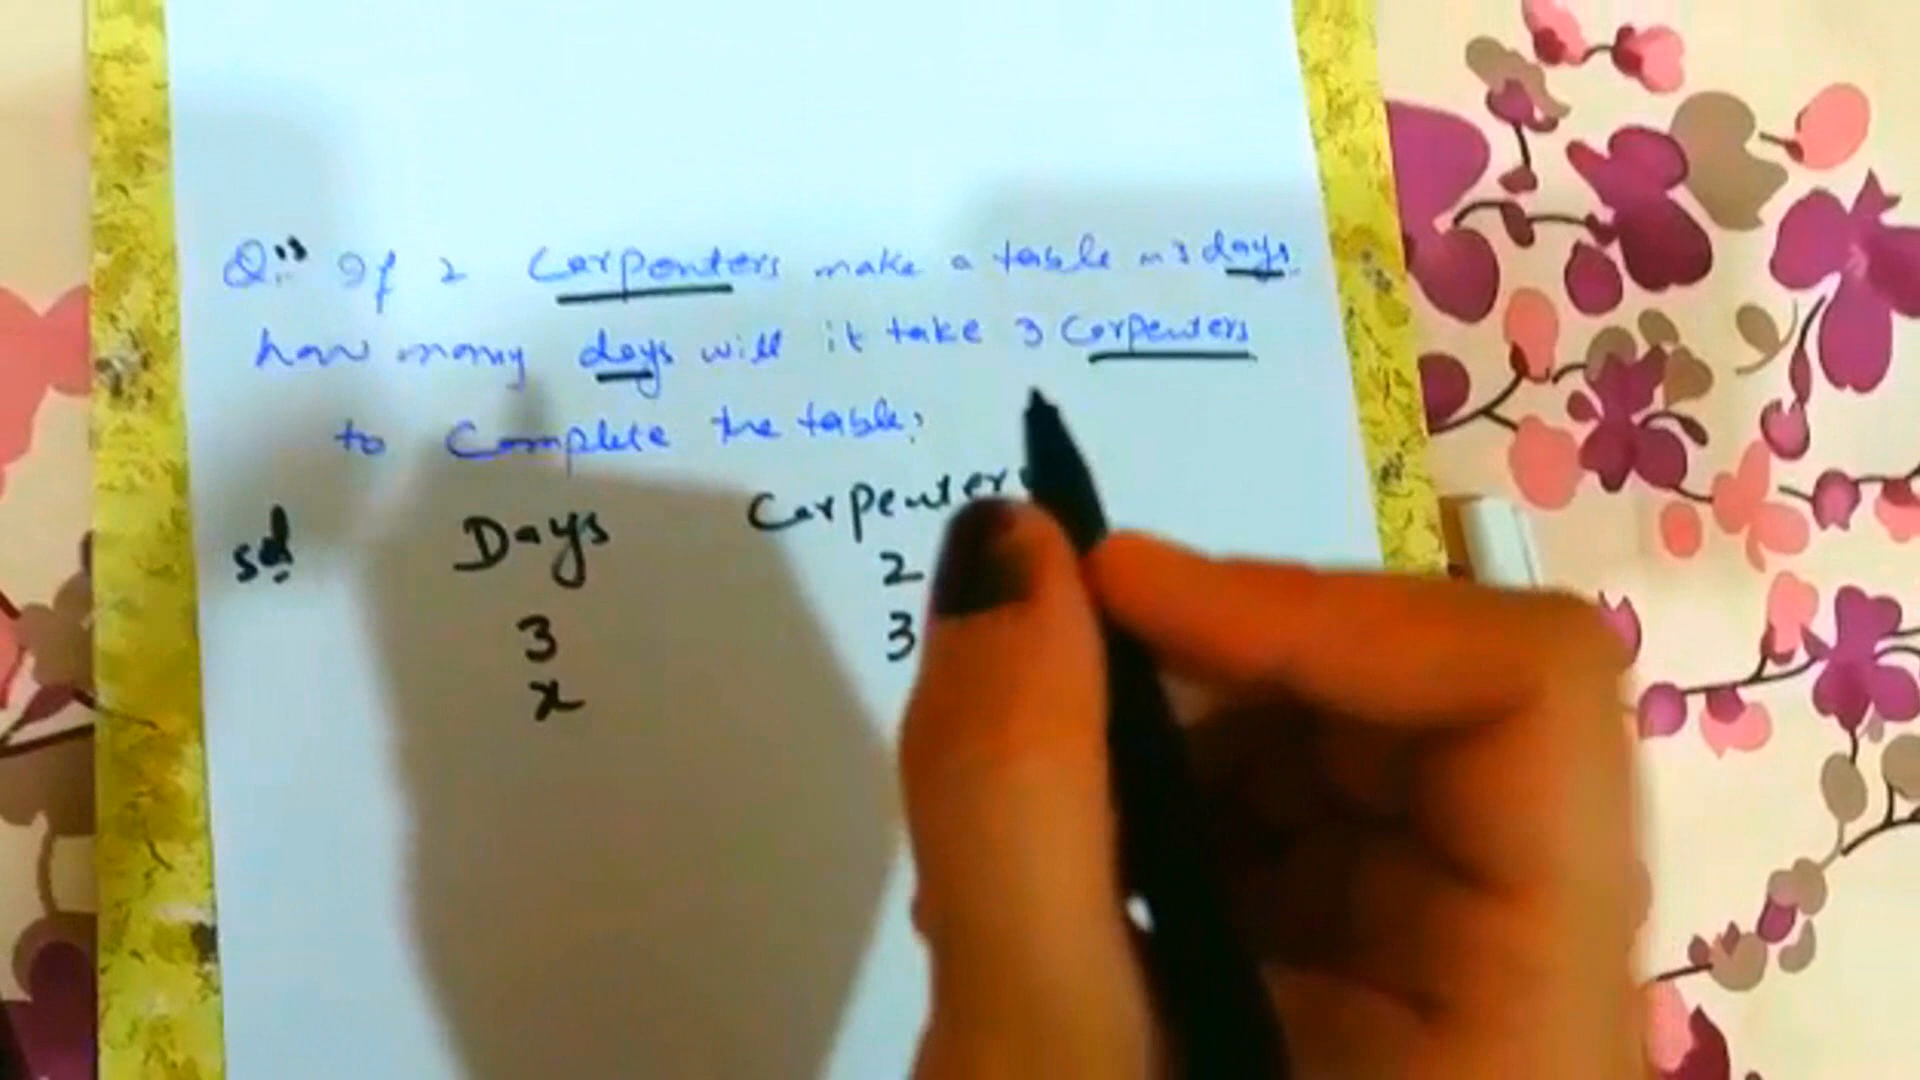 Q:- If 2 Carpenters make a table in 3 days,
how many days will it take 3 Carpenters
to Complete the table?
sol Days Carpenter
2
3 3
x